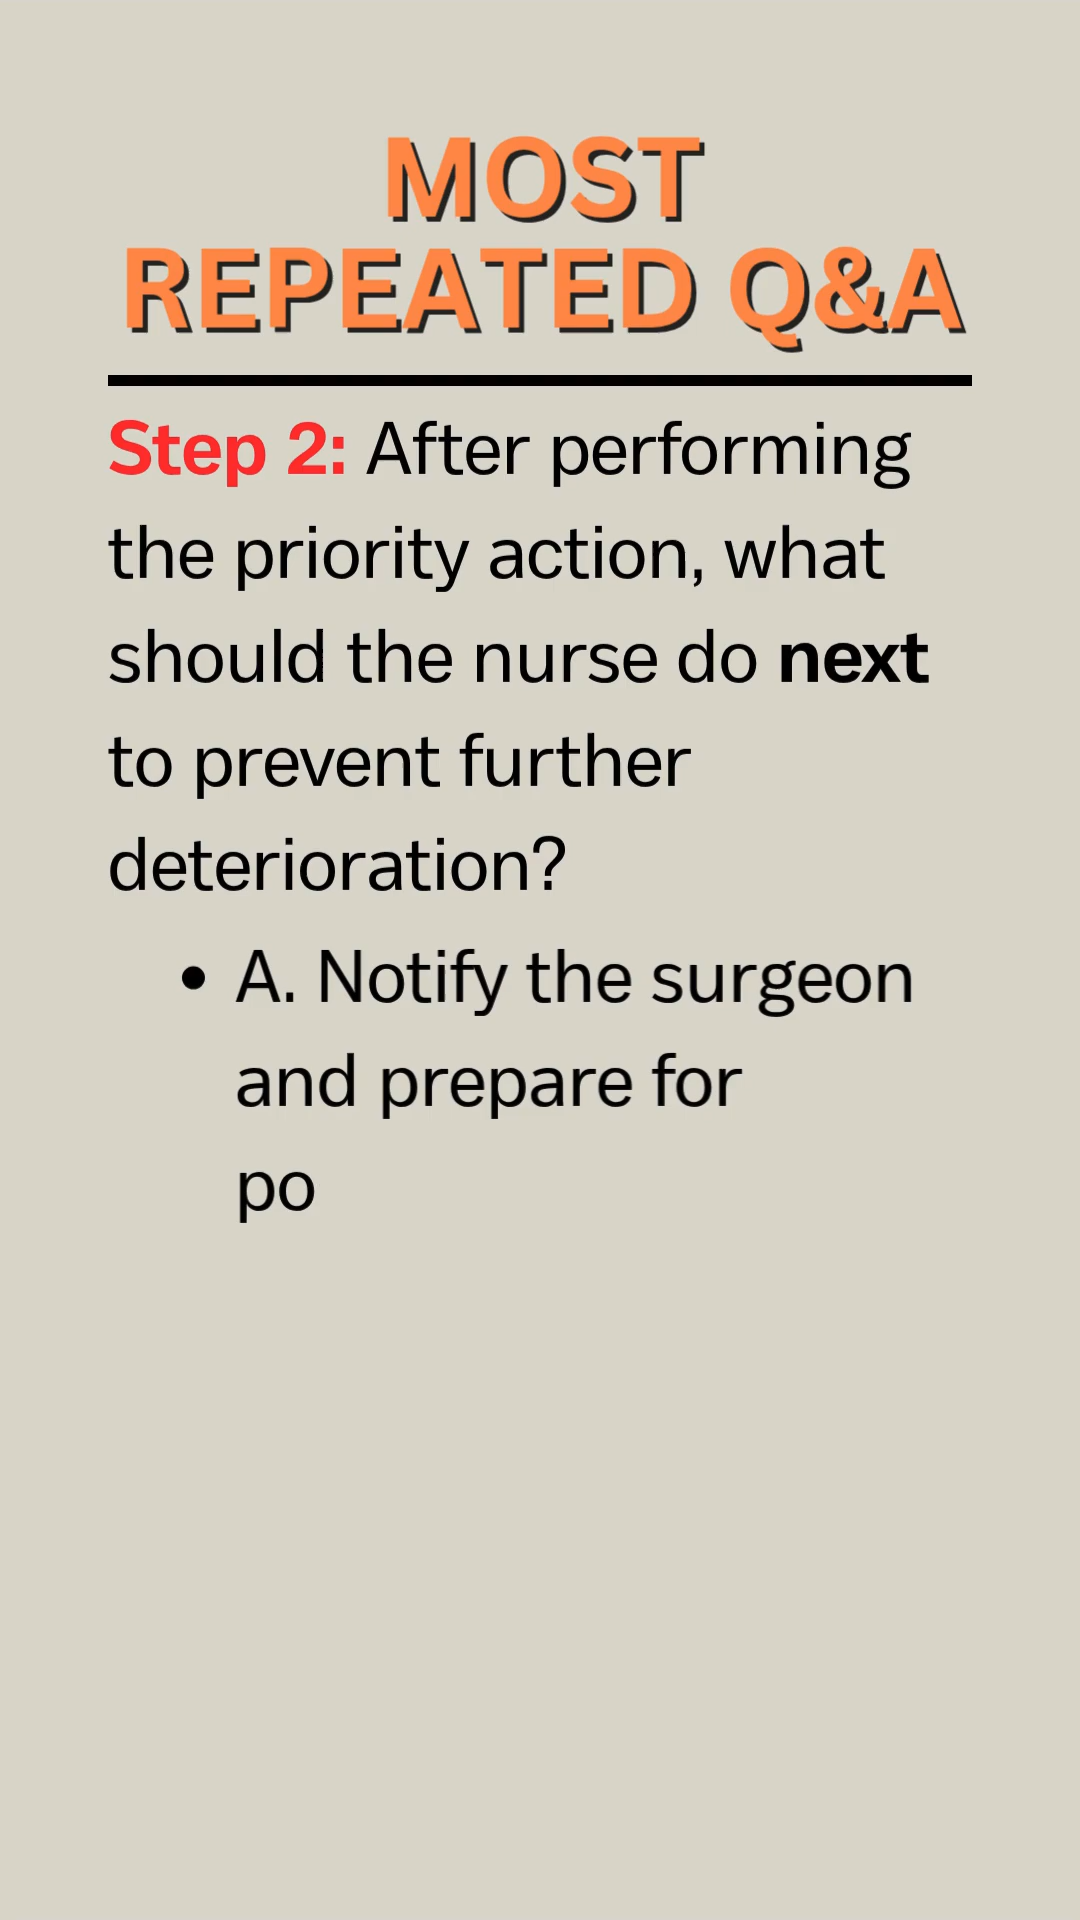 MOST
REPEATED Q&A
Step 2: After performing
the priority action, what
should the nurse do next
to prevent further
deterioration?
• A. Notify the surgeon
and prepare for
po